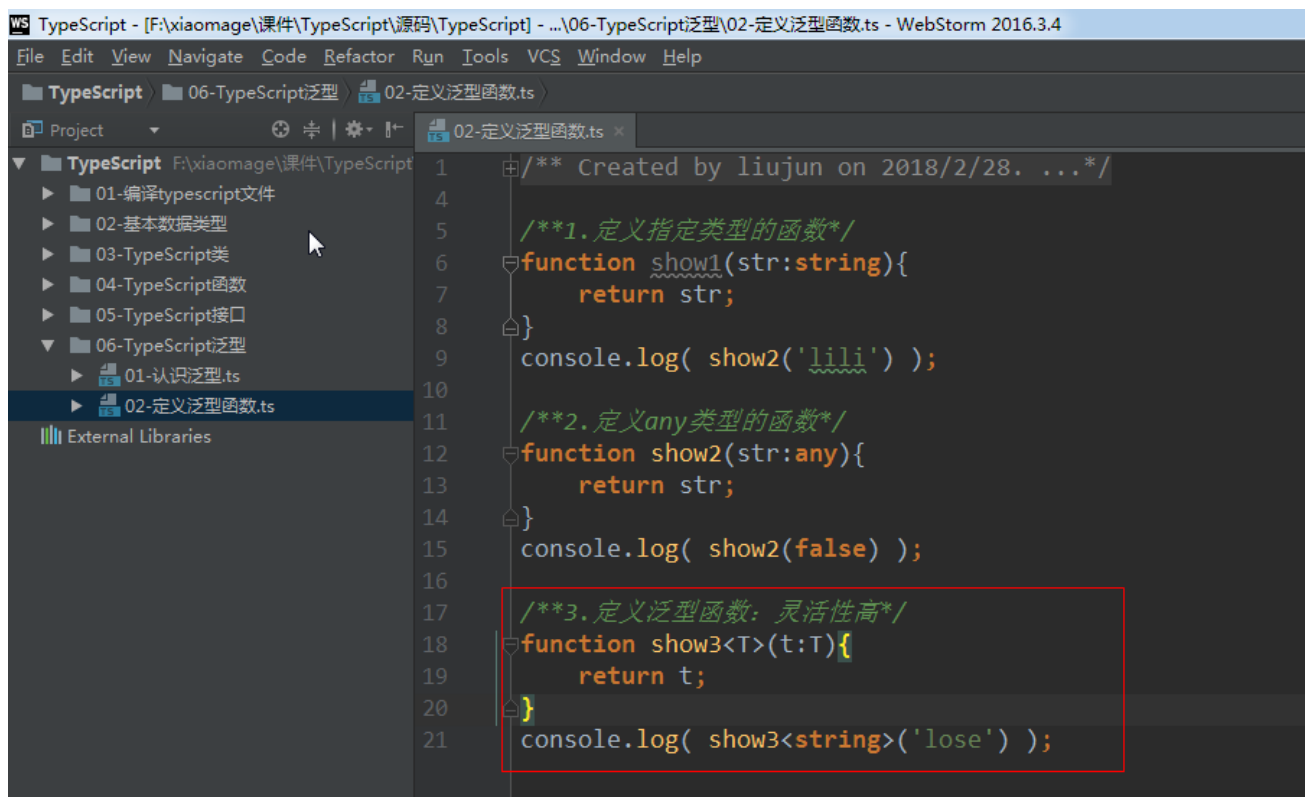 TypeScript - [F:\xiaomage\课件\TypeScript\源码\TypeScript] - ...\06-TypeScript泛型\02-定义泛型函数.ts - WebStorm 2016.3.4
File Edit View Navigate Code Refactor Run Tools VCS Window Help
TypeScript 06-TypeScript泛型 02-定义泛型函数.ts
Project
02-定义泛型函数.ts
TypeScript F:\xiaomage\课件\TypeScript
01-编译typescript文件
02-基本数据类型
03-TypeScript类
04-TypeScript函数
05-TypeScript接口
06-TypeScript泛型
01-认识泛型.ts
02-定义泛型函数.ts
External Libraries
1 /** Created by liujun on 2018/2/28. ...*/
4
5 /**1.定义指定类型的函数*/
6 function show1(str:string){
7 return str;
8 }
9 console.log( show2('lili') );
10
11 /**2.定义any类型的函数*/
12 function show2(str:any){
13 return str;
14 }
15 console.log( show2(false) );
16
17 /**3.定义泛型函数：灵活性高*/
18 function show3<T>(t:T){
19 return t;
20 }
21 console.log( show3<string>('lose') );